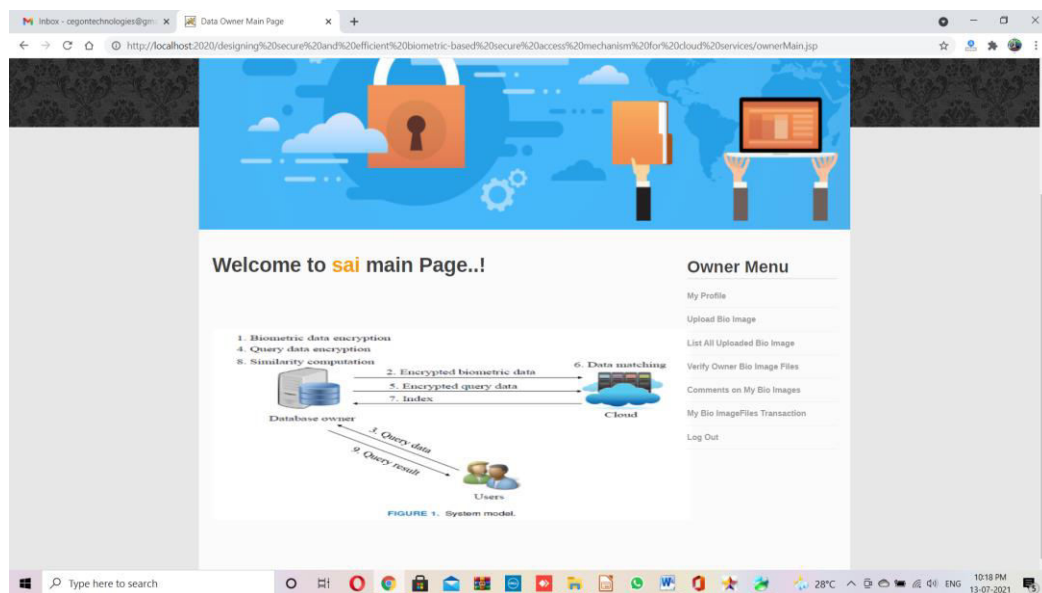 Inbox - cegontechnologies@gm
Data Owner Main Page
http://localhost:2020/designing%20secure%20and%20efficient%20biometric-based%20secure%20access%20mechanism%20for%20cloud%20services/ownerMain.jsp
Welcome to sai main Page..!
1. Biometric data encryption
4. Query data encryption
8. Similarity computation
2. Encrypted biometric data
5. Encrypted query data
7. Index
6. Data matching
Database owner
Cloud
3. Query data
9. Query result
Users
FIGURE 1. System model.
Owner Menu
My Profile
Upload Bio Image
List All Uploaded Bio Image
Verify Owner Bio Image Files
Comments on My Bio Images
My Bio ImageFiles Transaction
Log Out
Type here to search
28°C
ENG
10:18 PM
13-07-2021